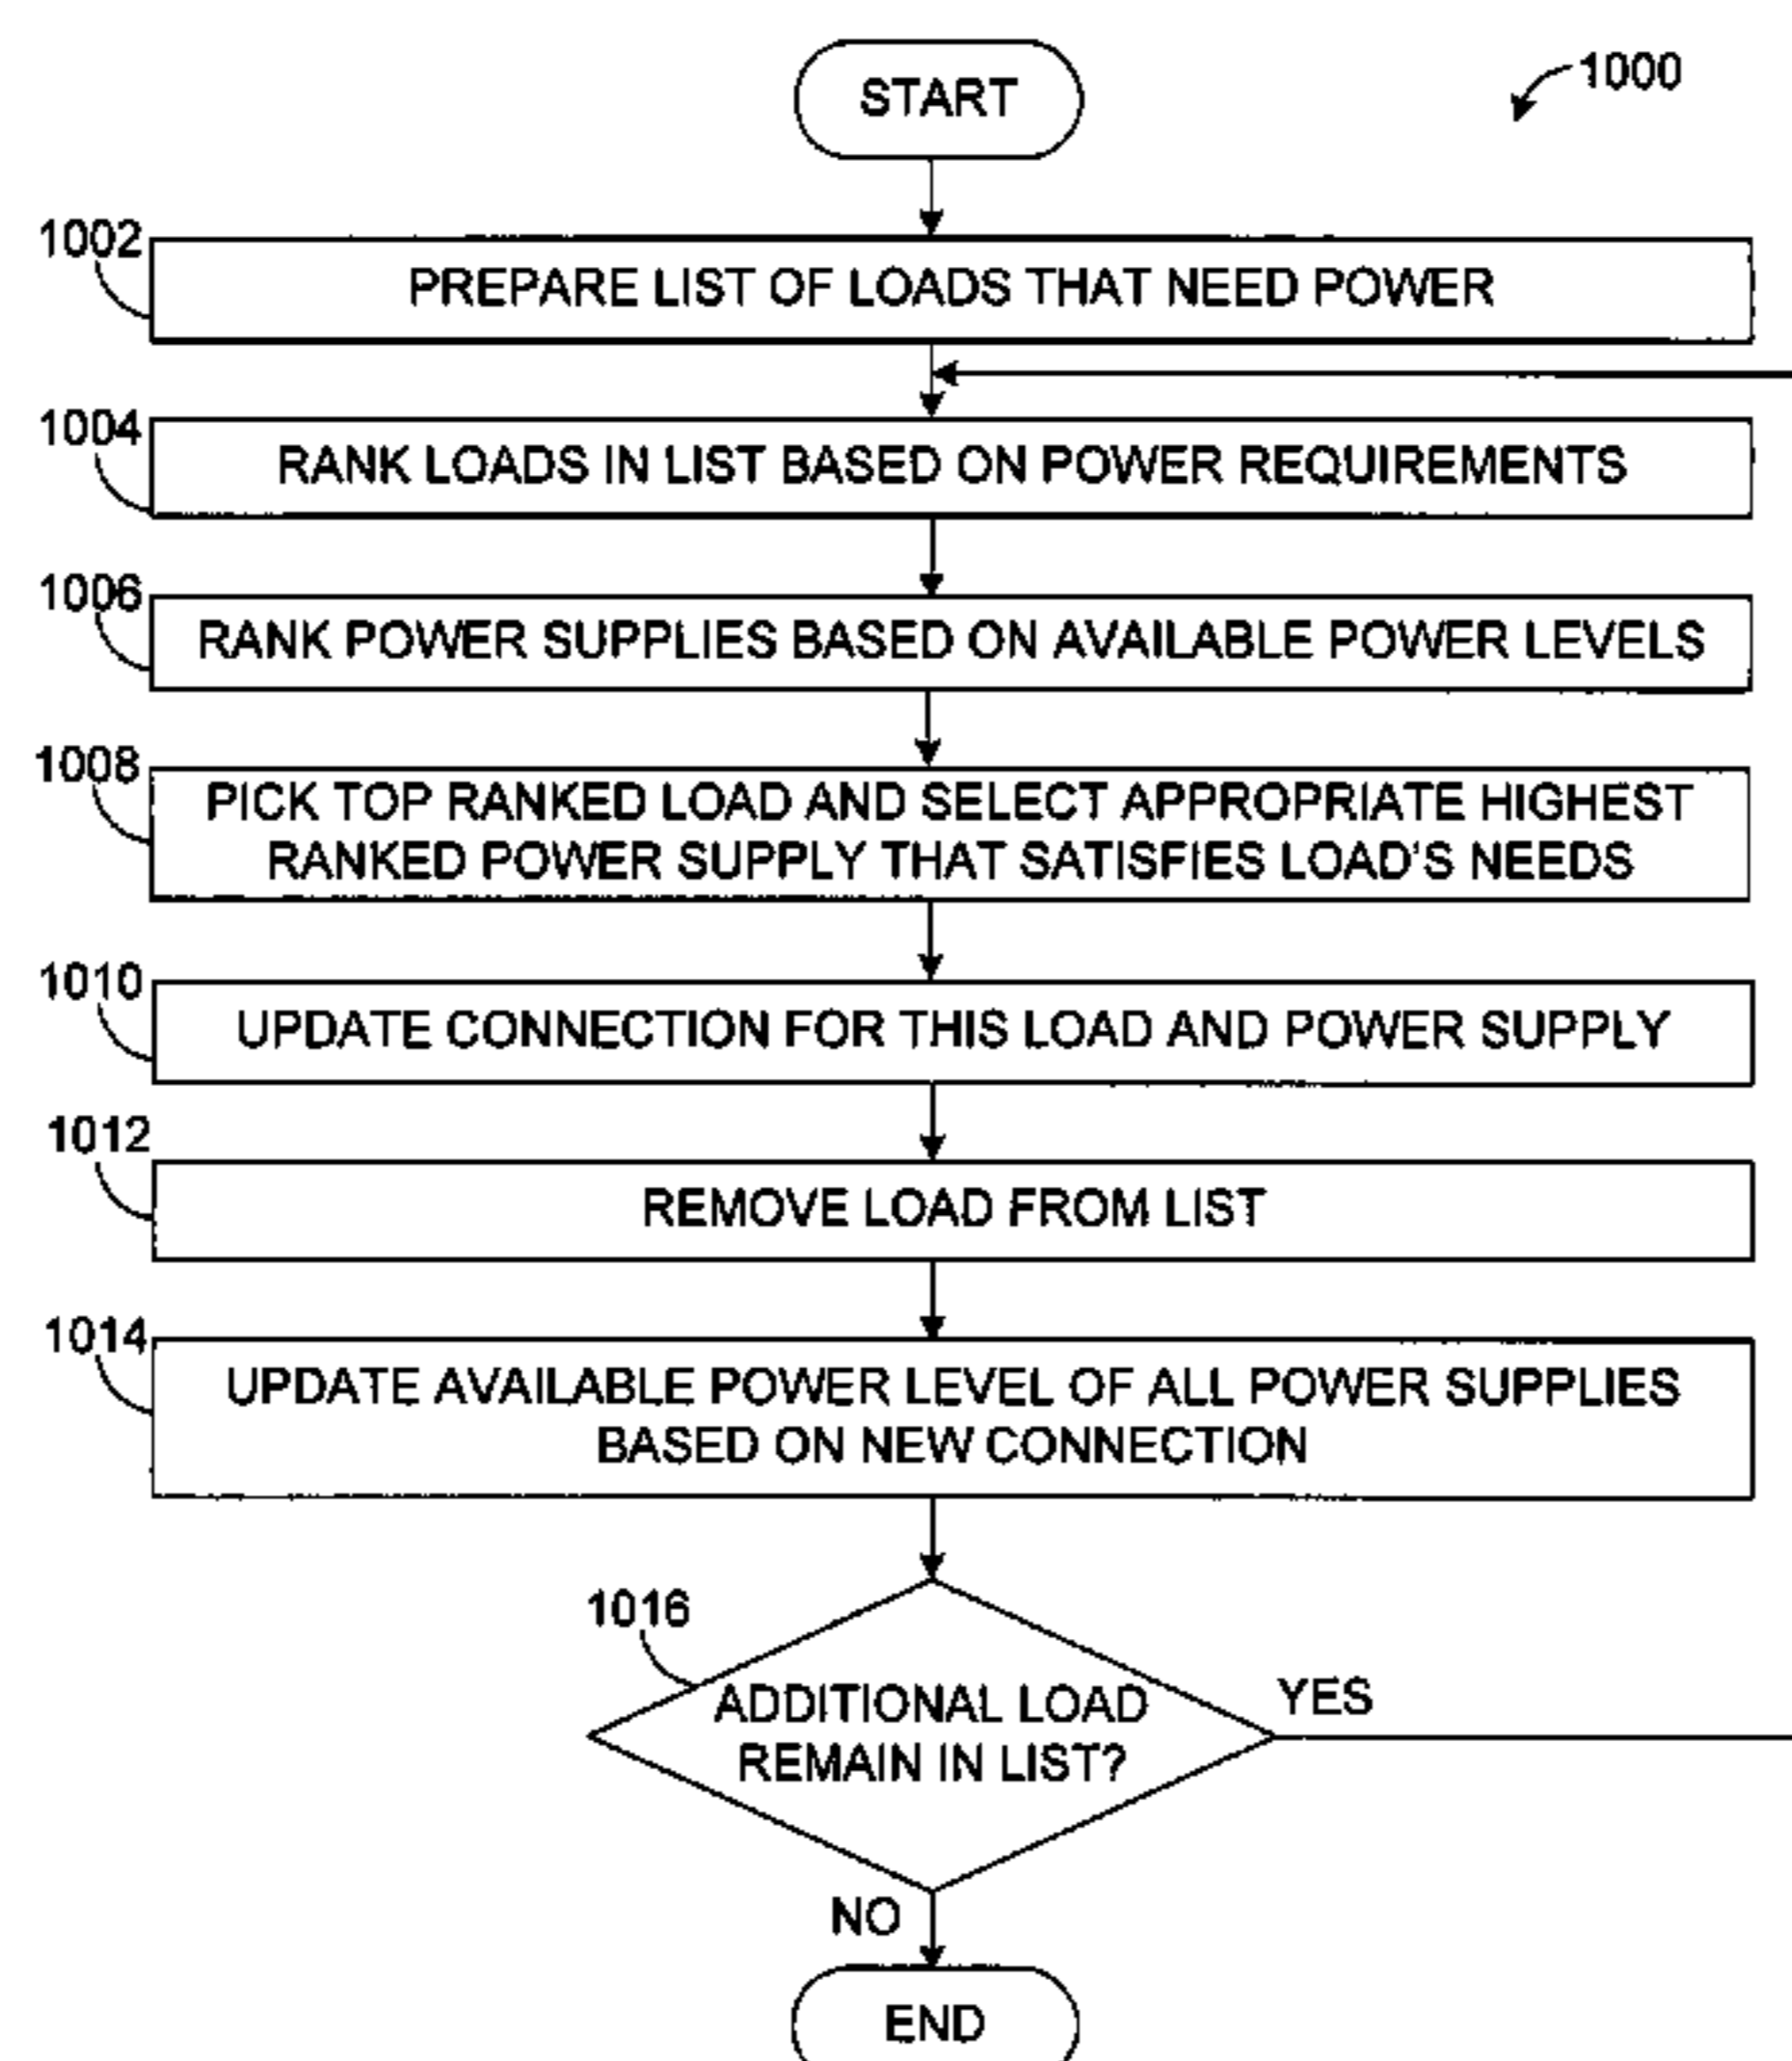 START
1000
1002
PREPARE LIST OF LOADS THAT NEED POWER
1004
RANK LOADS IN LIST BASED ON POWER REQUIREMENTS
1006
RANK POWER SUPPLIES BASED ON AVAILABLE POWER LEVELS
1008
PICK TOP RANKED LOAD AND SELECT APPROPRIATE HIGHEST
RANKED POWER SUPPLY THAT SATISFIES LOAD'S NEEDS
1010
UPDATE CONNECTION FOR THIS LOAD AND POWER SUPPLY
1012
REMOVE LOAD FROM LIST
1014
UPDATE AVAILABLE POWER LEVEL OF ALL POWER SUPPLIES
BASED ON NEW CONNECTION
1016
ADDITIONAL LOAD
REMAIN IN LIST?
YES
NO
END